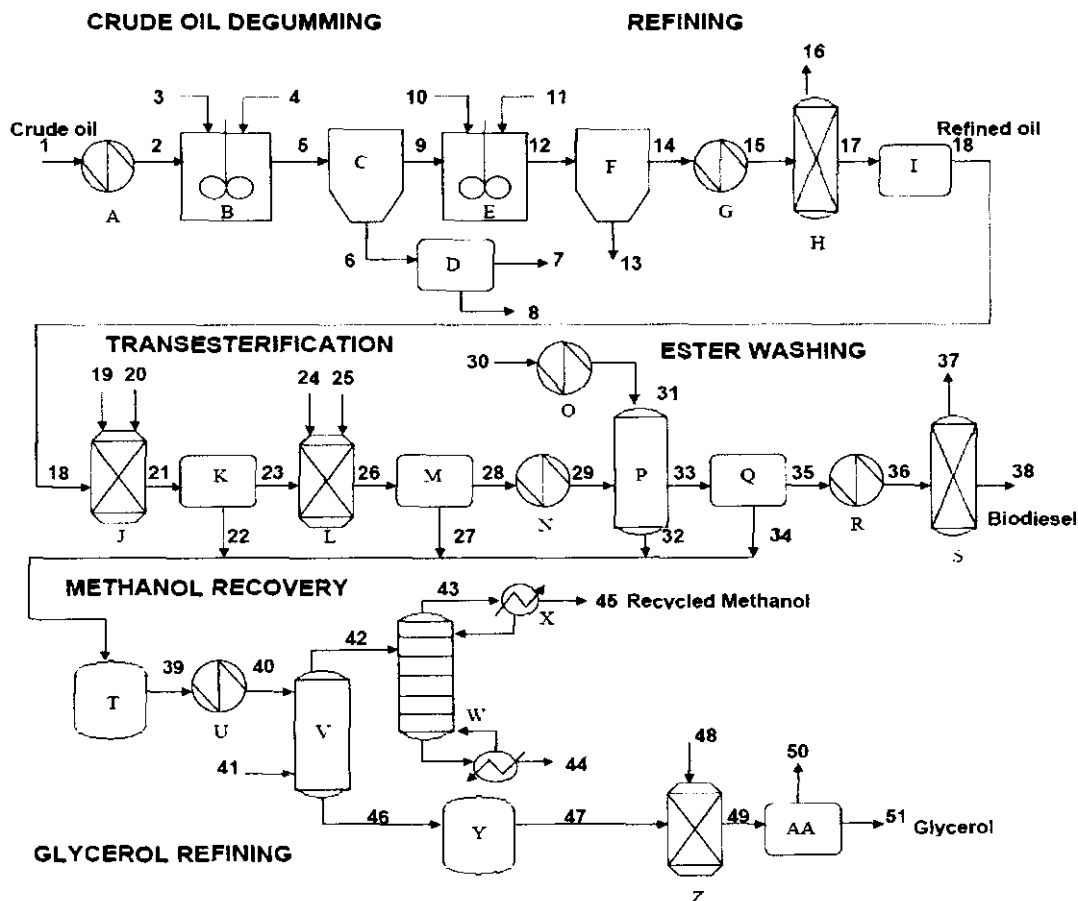 CRUDE OIL DEGUMMING
REFINING
16
3
4
10
11
Crude oil
Refined oil
1
2
5
9
12
14
15
17
18
A
B
C
E
F
G
H
I
6
D
7
8
13
TRANSESTERIFICATION
ESTER WASHING
19
20
24
25
30
O
31
37
18
21
K
23
26
M
28
29
P
33
Q
35
36
38
Biodiesel
J
22
L
27
N
32
34
R
S
METHANOL RECOVERY
43
45 Recycled Methanol
X
42
T
39
40
U
V
W
41
44
48
50
46
Y
47
49
AA
51
Glycerol
GLYCEROL REFINING
Z